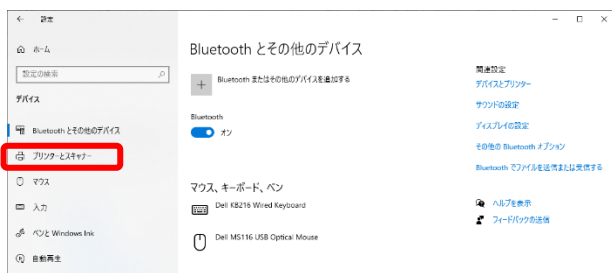 設定
ホーム
設定の検索
デバイス
Bluetooth とその他のデバイス
プリンターとスキャナー
マウス
入力
ペンと Windows Ink
自動再生
Bluetooth とその他のデバイス
Bluetooth またはその他のデバイスを追加する
Bluetooth
オン
マウス、キーボード、ペン
Dell KB216 Wired Keyboard
Dell MS116 USB Optical Mouse
関連設定
デバイスとプリンター
サウンドの設定
ディスプレイの設定
その他の Bluetooth オプション
Bluetooth でファイルを送信または受信する
ヘルプを表示
フィードバックの送信